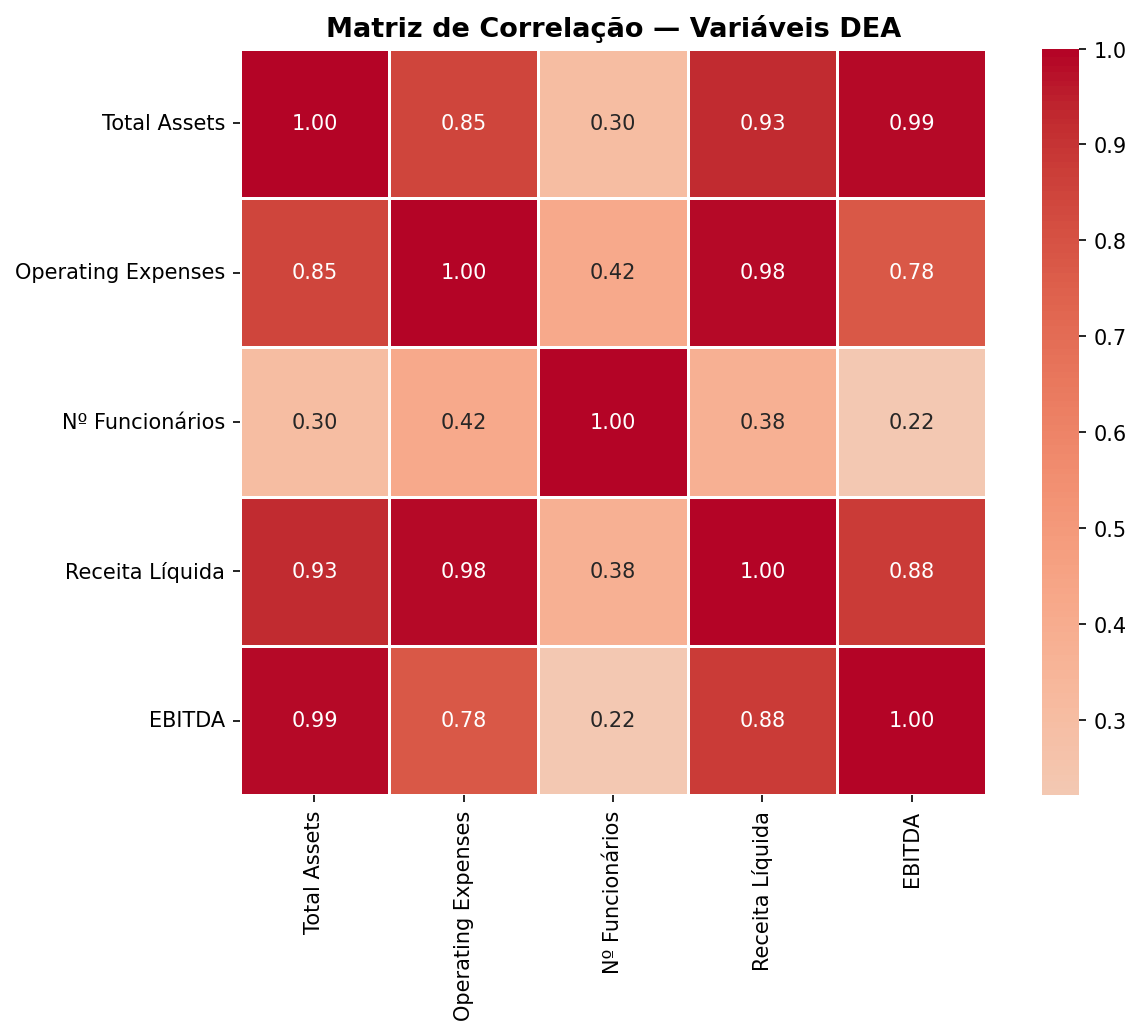 Matriz de Correlação — Variáveis DEA
Total Assets 1.00 0.85 0.30 0.93 0.99
Operating Expenses 0.85 1.00 0.42 0.98 0.78
Nº Funcionários 0.30 0.42 1.00 0.38 0.22
Receita Líquida 0.93 0.98 0.38 1.00 0.88
EBITDA 0.99 0.78 0.22 0.88 1.00
Total Assets
Operating Expenses
Nº Funcionários
Receita Líquida
EBITDA
1.0
0.9
0.8
0.7
0.6
0.5
0.4
0.3